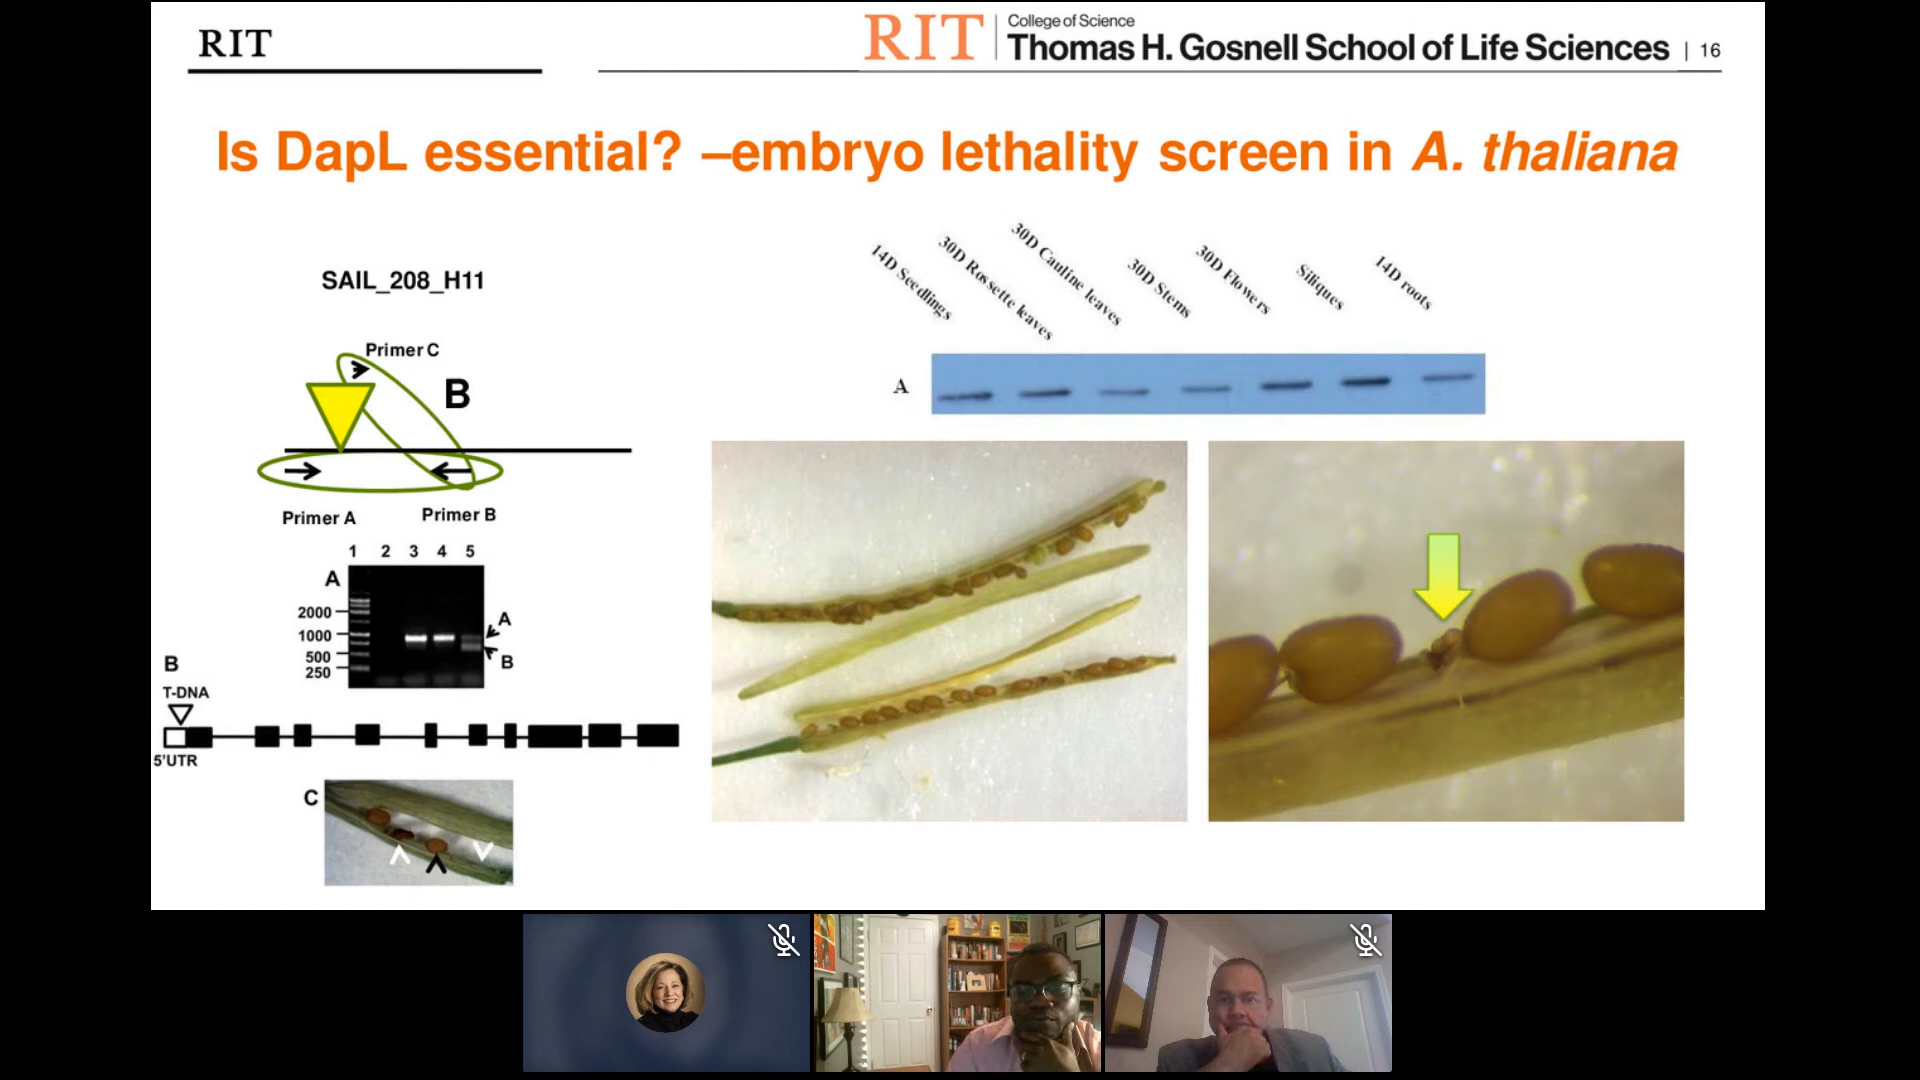 RIT
RIT
College of Science
Thomas H. Gosnell School of Life Sciences | 16
Is DapL essential? –embryo lethality screen in A. thaliana
SAIL_208_H11
Primer C
B
Primer A
Primer B
1 2 3 4 5
A
2000
1000
500
250
A
B
B
T-DNA
5'UTR
C
14D Seedlings
30D Rossette leaves
30D Cauline leaves
30D Stems
30D Flowers
Siliques
14D roots
A